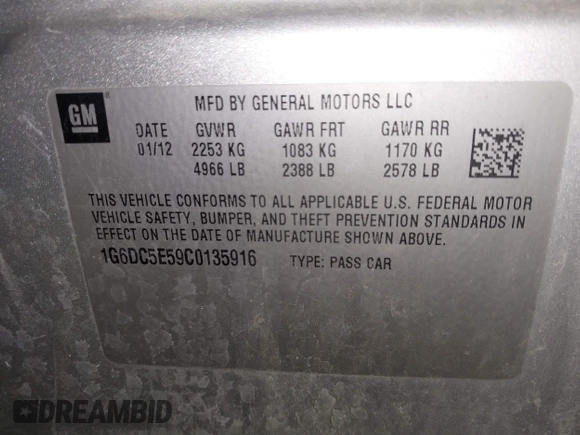 GM
MFD BY GENERAL MOTORS LLC
DATE GVWR GAWR FRT GAWR RR
01/12 2253 KG 1083 KG 1170 KG
4966 LB 2388 LB 2578 LB
THIS VEHICLE CONFORMS TO ALL APPLICABLE U.S. FEDERAL MOTOR
VEHICLE SAFETY, BUMPER, AND THEFT PREVENTION STANDARDS IN
EFFECT ON THE DATE OF MANUFACTURE SHOWN ABOVE.
1G6DC5E59C0135916 TYPE: PASS CAR
DREAMBID